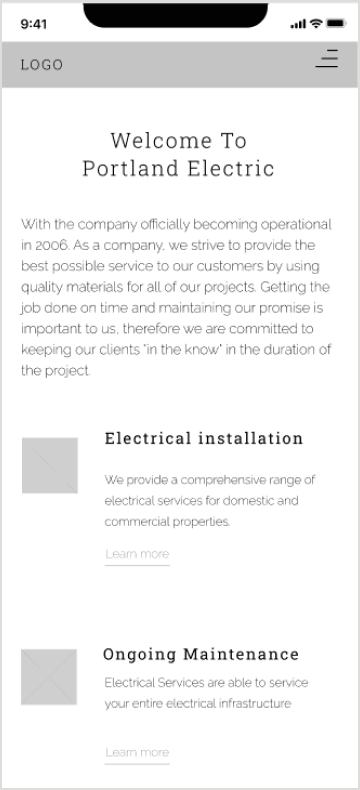 9:41
LOGO
Welcome To
Portland Electric
With the company officially becoming operational
in 2006. As a company, we strive to provide the
best possible service to our customers by using
quality materials for all of our projects. Getting the
job done on time and maintaining our promise is
important to us, therefore we are committed to
keeping our clients "in the know" in the duration of
the project.
Electrical installation
We provide a comprehensive range of
electrical services for domestic and
commercial properties.
Learn more
Ongoing Maintenance
Electrical Services are able to service
your entire electrical infrastructure
Learn more